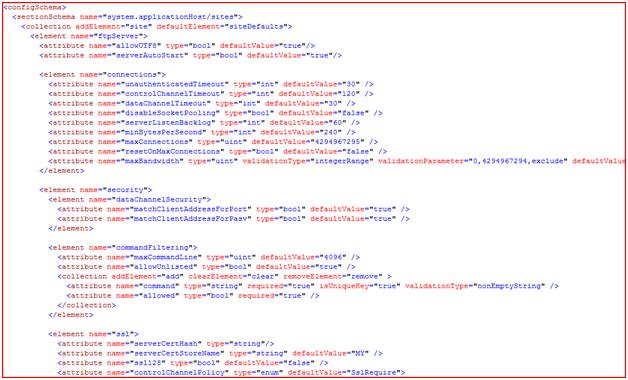 <configSchema>
<sectionSchema name="system.applicationHost/sites">
<collection addElement="site" defaultElement="siteDefaults">
<element name="ftpServer">
<attribute name="allowUTF8" type="bool" defaultValue="true"/>
<attribute name="serverAutoStart" type="bool" defaultValue="true"/>
<element name="connections">
<attribute name="unauthenticatedTimeout" type="int" defaultValue="30" />
<attribute name="controlChannelTimeout" type="int" defaultValue="120" />
<attribute name="dataChannelTimeout" type="int" defaultValue="30" />
<attribute name="disableSocketPooling" type="bool" defaultValue="false" />
<attribute name="serverListenBacklog" type="int" defaultValue="60" />
<attribute name="minBytesPerSecond" type="int" defaultValue="240" />
<attribute name="maxConnections" type="uint" defaultValue="4294967295" />
<attribute name="resetOnMaxConnections" type="bool" defaultValue="false" />
<attribute name="maxBandwidth" type="uint" validationType="integerRange" validationParameter="0,4294967294,exclude" defaultValue
</element>
<element name="security">
<element name="dataChannelSecurity">
<attribute name="matchClientAddressForPort" type="bool" defaultValue="true" />
<attribute name="matchClientAddressForPasv" type="bool" defaultValue="true" />
</element>
<element name="commandFiltering">
<attribute name="maxCommandLine" type="uint" defaultValue="4096" />
<attribute name="allowUnlisted" type="bool" defaultValue="true" />
<collection addElement="add" clearElement="clear" removeElement="remove" >
<attribute name="command" type="string" required="true" isUniqueKey="true" validationType="nonEmptyString" />
<attribute name="allowed" type="bool" required="true" />
</collection>
</element>
<element name="ssl">
<attribute name="serverCertHash" type="string"/>
<attribute name="serverCertStoreName" type="string" defaultValue="MY" />
<attribute name="ssl128" type="bool" defaultValue="false" />
<attribute name="controlChannelPolicy" type="enum" defaultValue="SslRequire">